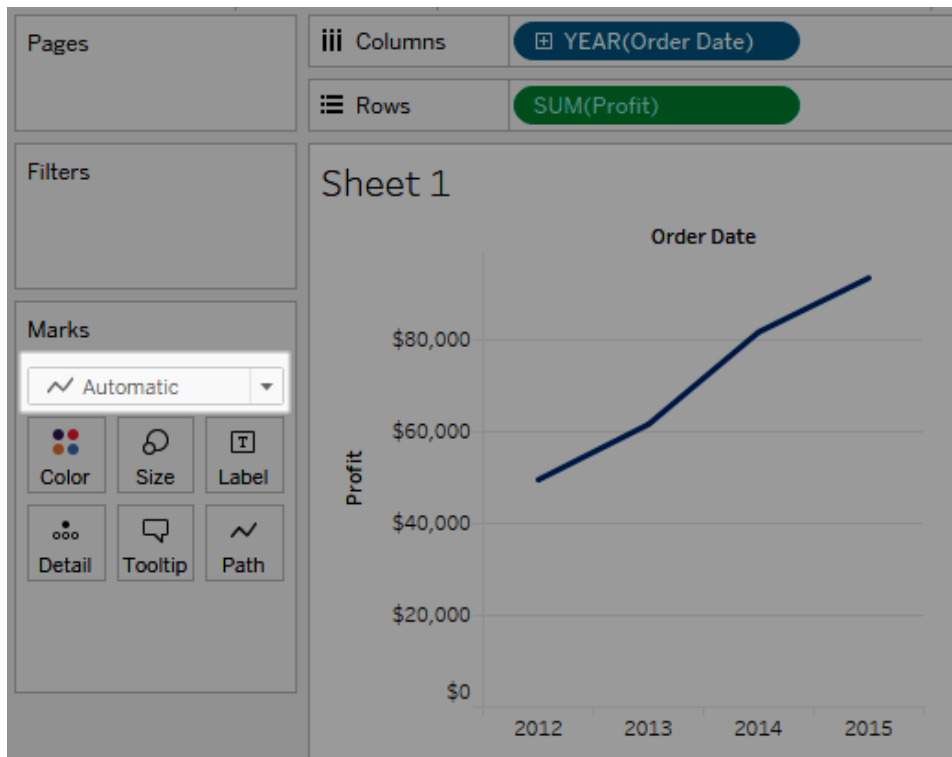 Pages
Columns
YEAR(Order Date)
Rows
SUM(Profit)
Filters
Marks
Automatic
Color
Size
Label
T
Detail
Tooltip
Path
Sheet 1
Order Date
Profit
$80,000
$60,000
$40,000
$20,000
$0
2012 2013 2014 2015